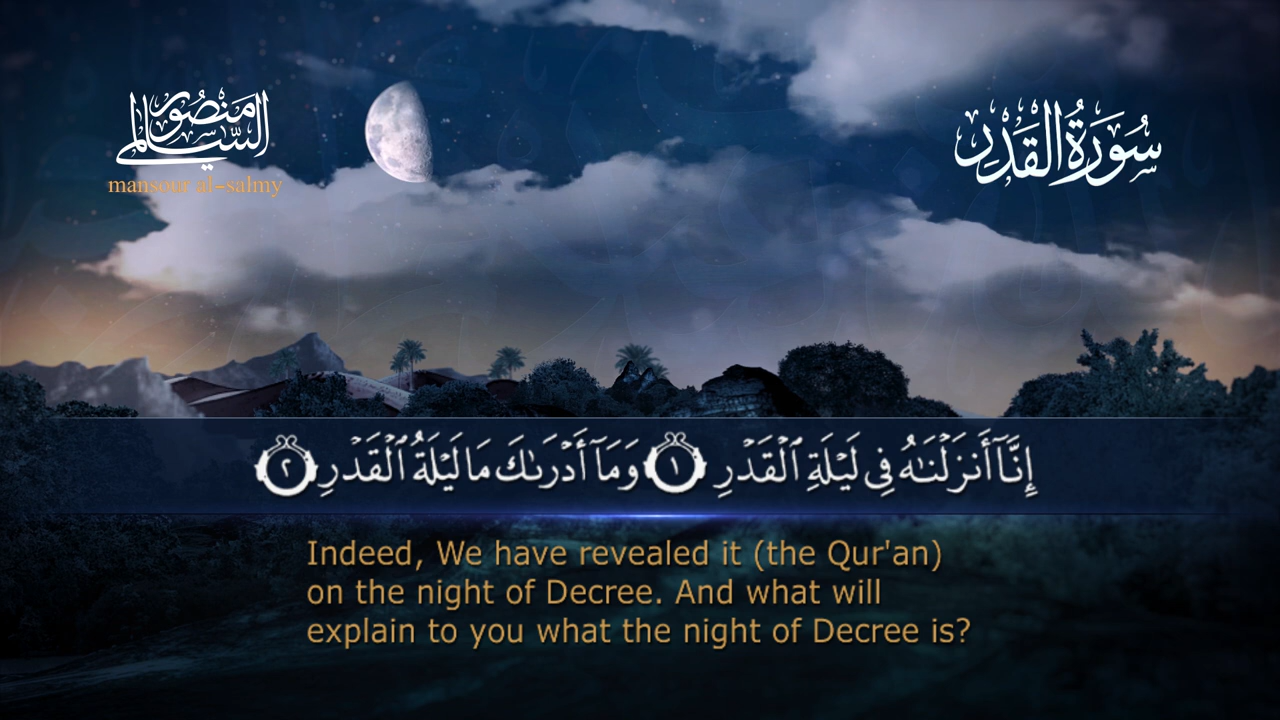 منصور السالمي
mansour al-salmy
سُورَةُ القَدْرِ
إِنَّآ أَنزَلْنَٰهُ فِى لَيْلَةِ ٱلْقَدْرِ ١ وَمَآ أَدْرَىٰكَ مَا لَيْلَةُ ٱلْقَدْرِ ٢
Indeed, We have revealed it (the Qur'an)
on the night of Decree. And what will
explain to you what the night of Decree is?